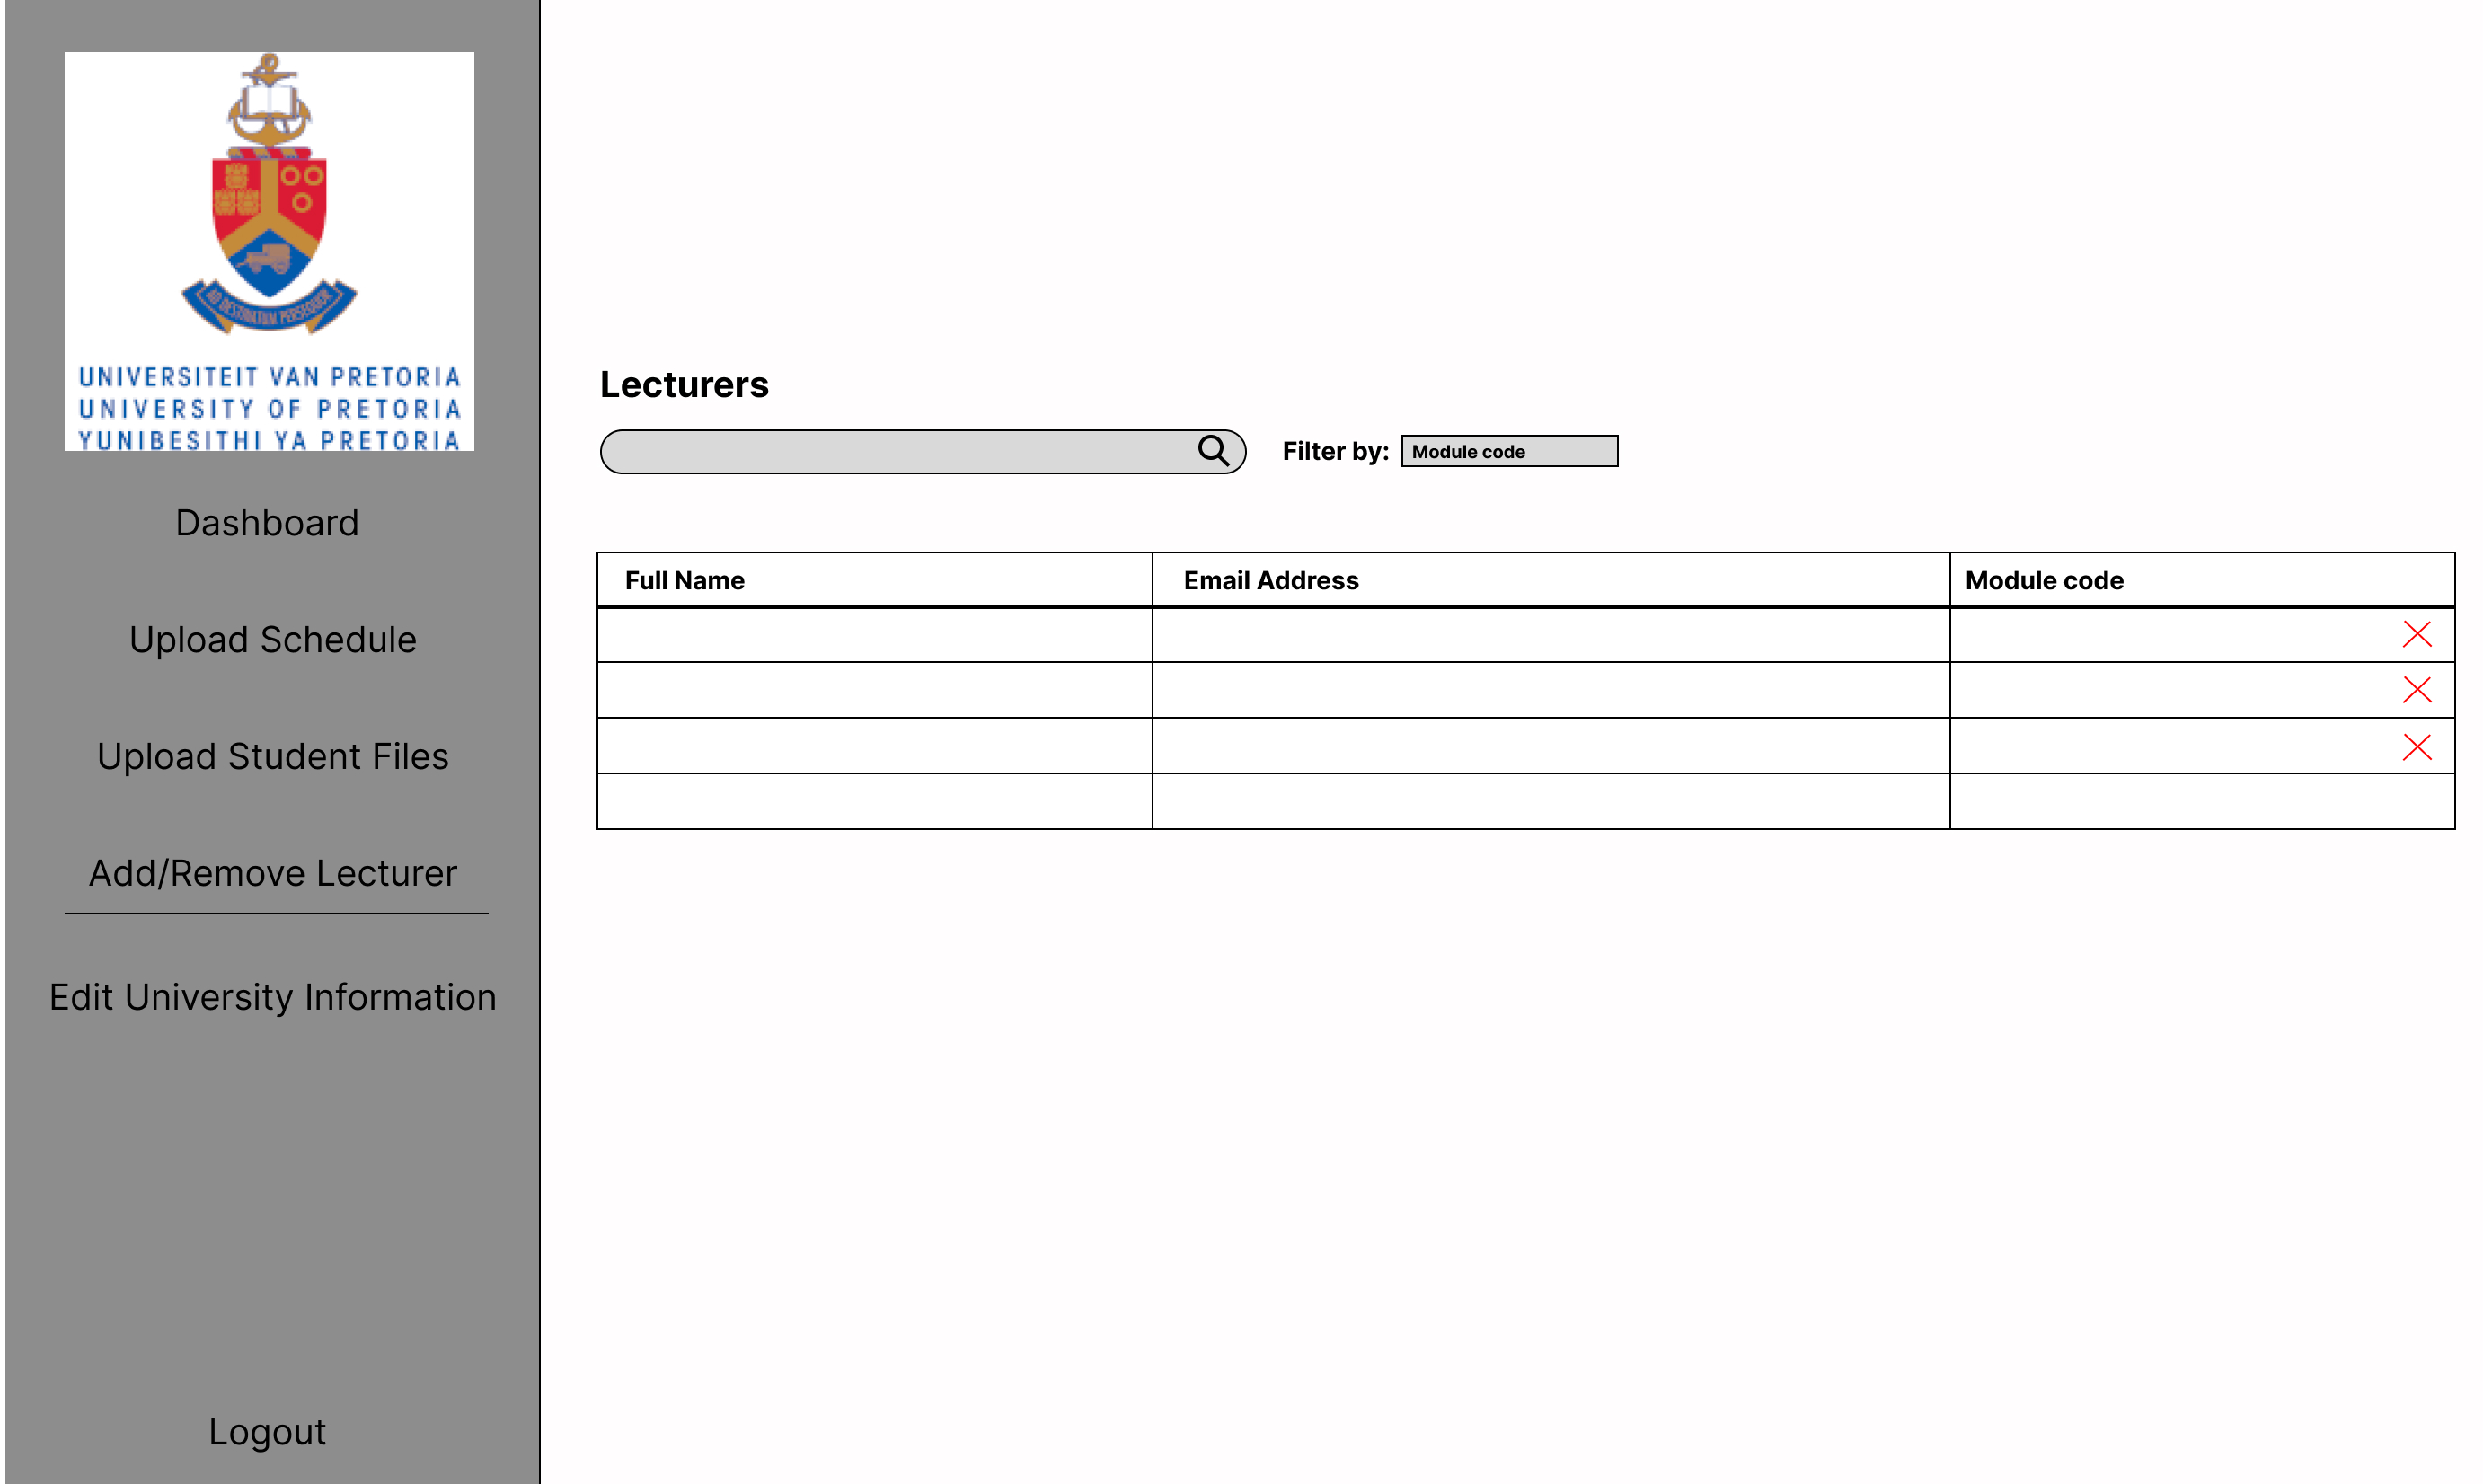 AD DESTINATUM PERSEQUOR
UNIVERSITEIT VAN PRETORIA
UNIVERSITY OF PRETORIA
YUNIBESITHI YA PRETORIA
Dashboard
Upload Schedule
Upload Student Files
Add/Remove Lecturer
Edit University Information
Logout
Lecturers
Filter by: Module code
Full Name Email Address Module code